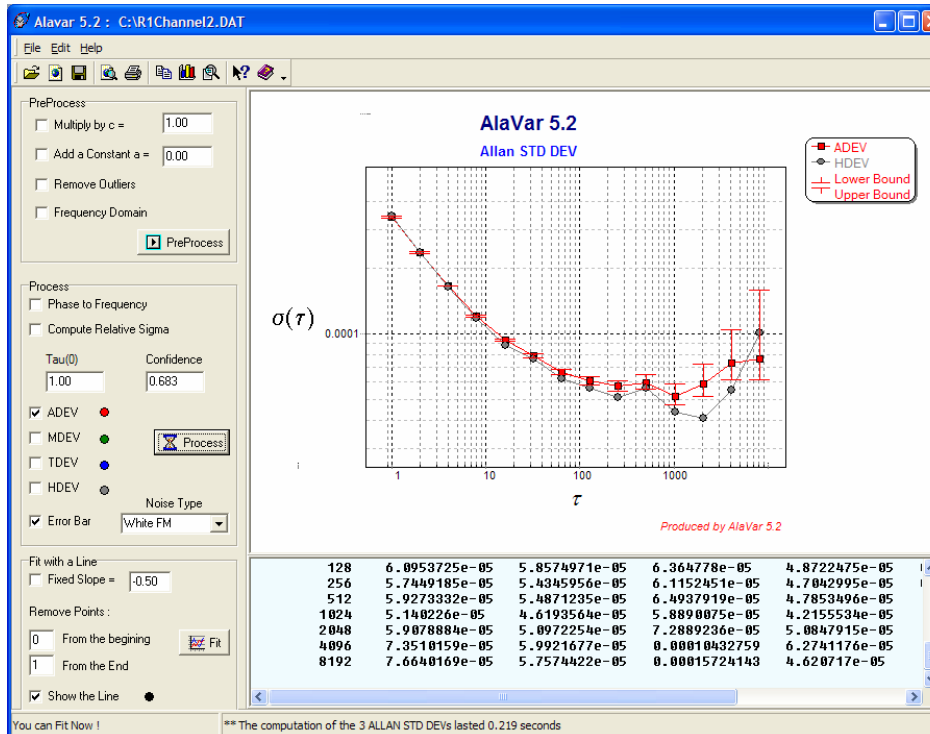 Alavar 5.2 : C:\R1Channel2.DAT
File Edit Help
PreProcess
Multiply by c = 1.00
Add a Constant a = 0.00
Remove Outliers
Frequency Domain
PreProcess
Process
Phase to Frequency
Compute Relative Sigma
Tau(0) Confidence
1.00 0.683
ADEV
MDEV
Process
TDEV
HDEV
Noise Type
Error Bar White FM
Fit with a Line
Fixed Slope = -0.50
Remove Points :
0 From the begining
Fit
1 From the End
Show the Line
AlaVar 5.2
Allan STD DEV
ADEV
HDEV
Lower Bound
Upper Bound
σ(τ)
0.0001
1 10 100 1000
τ
Produced by AlaVar 5.2
128 6.0953725e-05 5.8574971e-05 6.364778e-05 4.8722475e-05
256 5.7449185e-05 5.4345956e-05 6.1152451e-05 4.7042995e-05
512 5.9273332e-05 5.4871235e-05 6.4937919e-05 4.7853496e-05
1024 5.140226e-05 4.6193564e-05 5.8890075e-05 4.2155534e-05
2048 5.9078884e-05 5.0972254e-05 7.2889236e-05 5.0847915e-05
4096 7.3510159e-05 5.9921677e-05 0.00010432759 6.2741176e-05
8192 7.6640169e-05 5.7574422e-05 0.00015724143 4.620717e-05
You can Fit Now ! ** The computation of the 3 ALLAN STD DEVs lasted 0.219 seconds